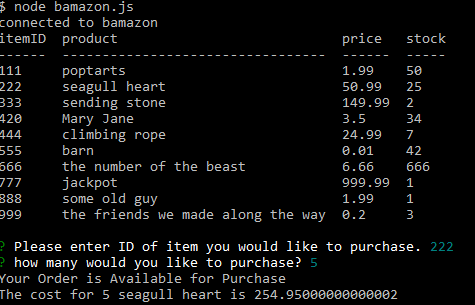 $ node bamazon.js
connected to bamazon
itemID  product                           price   stock
------  --------------------------------  ------  -----
111     poptarts                          1.99    50
222     seagull heart                     50.99   25
333     sending stone                     149.99  2
420     Mary Jane                         3.5     34
444     climbing rope                     24.99   7
555     barn                              0.01    42
666     the number of the beast           6.66    666
777     jackpot                           999.99  1
888     some old guy                      1.99    1
999     the friends we made along the way  0.2     3
? Please enter ID of item you would like to purchase. 222
? how many would you like to purchase? 5
Your Order is Available for Purchase
The cost for 5 seagull heart is 254.95000000000002